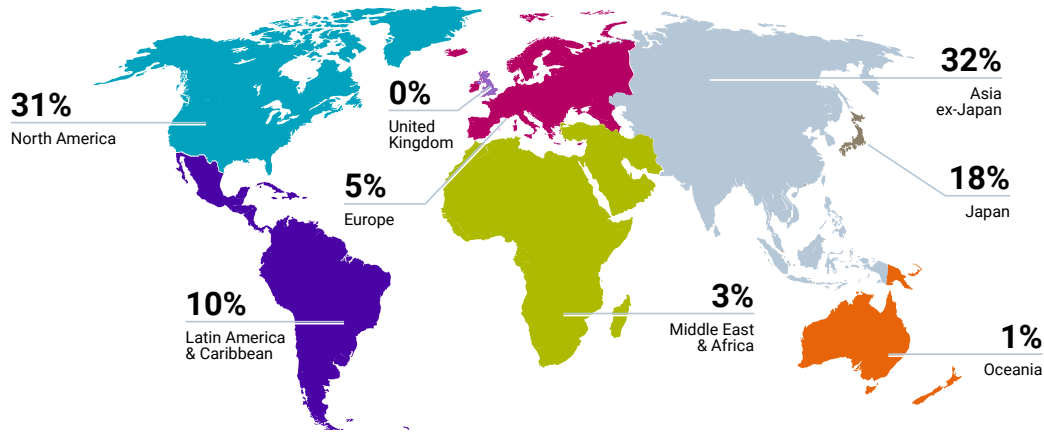 31%
North America
0%
United
Kingdom
5%
Europe
10%
Latin America
& Caribbean
3%
Middle East
& Africa
32%
Asia
ex-Japan
18%
Japan
1%
Oceania